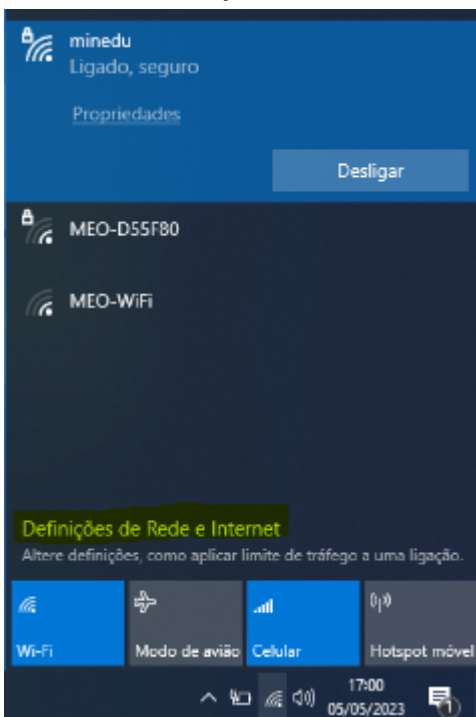 minedu
Ligado, seguro
Propriedades
Desligar
MEO-D55F80
MEO-WiFi
Definições de Rede e Internet
Altere definições, como aplicar limite de tráfego a uma ligação.
Wi-Fi
Modo de avião
Celular
Hotspot móvel
17:00
05/05/2023
1